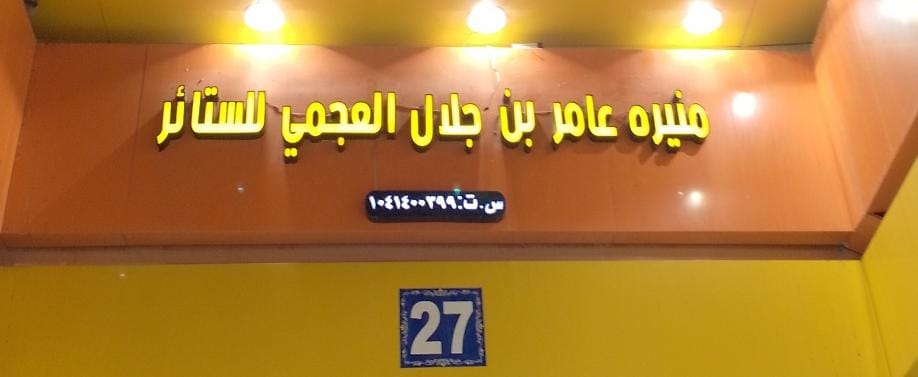 منيره عامر بن جلال العجمي للستائر
س.ت:١٠٤١٤٠٠٢٩٩
27